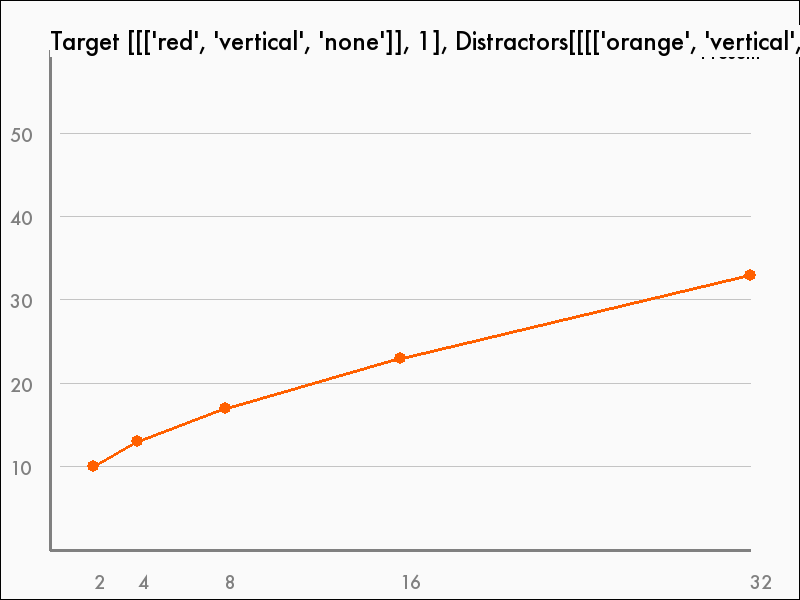 Target [[['red', 'vertical', 'none']], 1], Distractors[[[['orange', 'vertical',
50
40
30
20
10
2 4 8 16 32